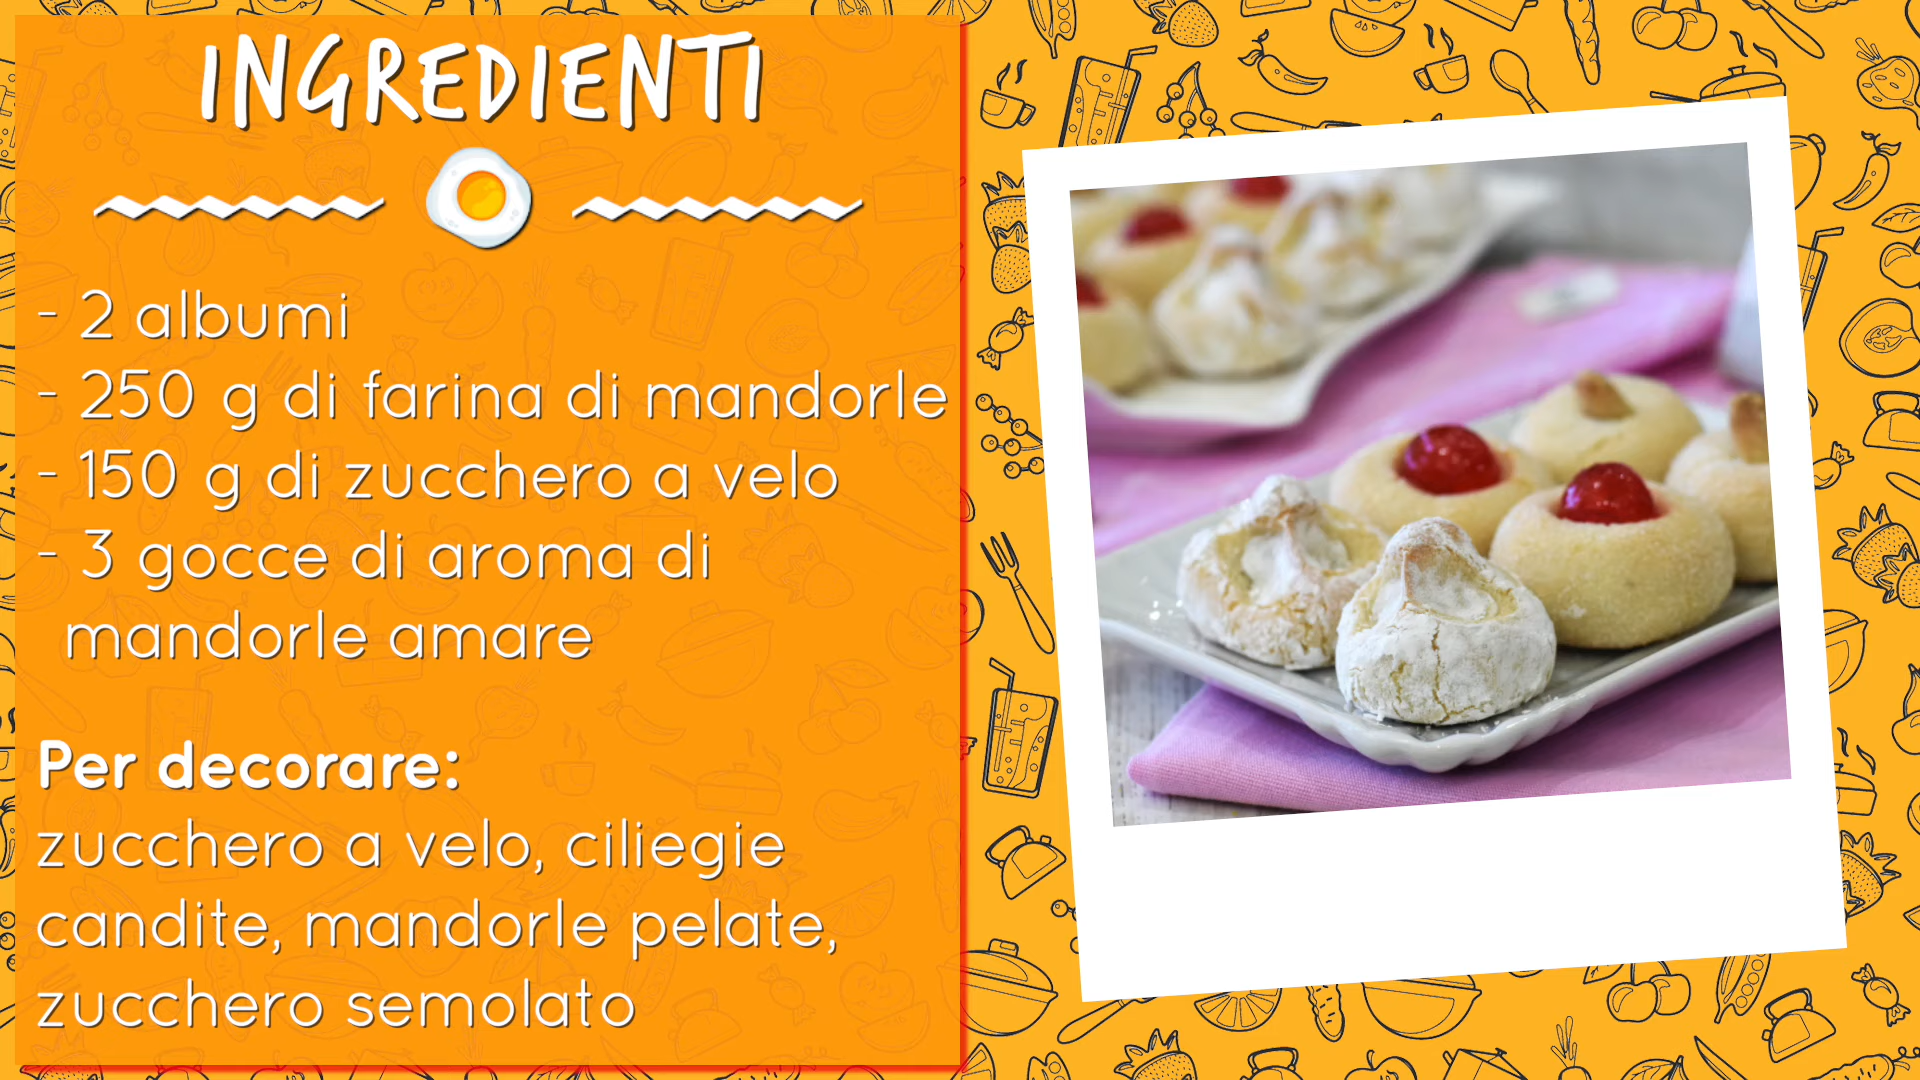 INGREDIENTI
- 2 albumi
- 250 g di farina di mandorle
- 150 g di zucchero a velo
- 3 gocce di aroma di
mandorle amare
Per decorare:
zucchero a velo, ciliegie
candite, mandorle pelate,
zucchero semolato